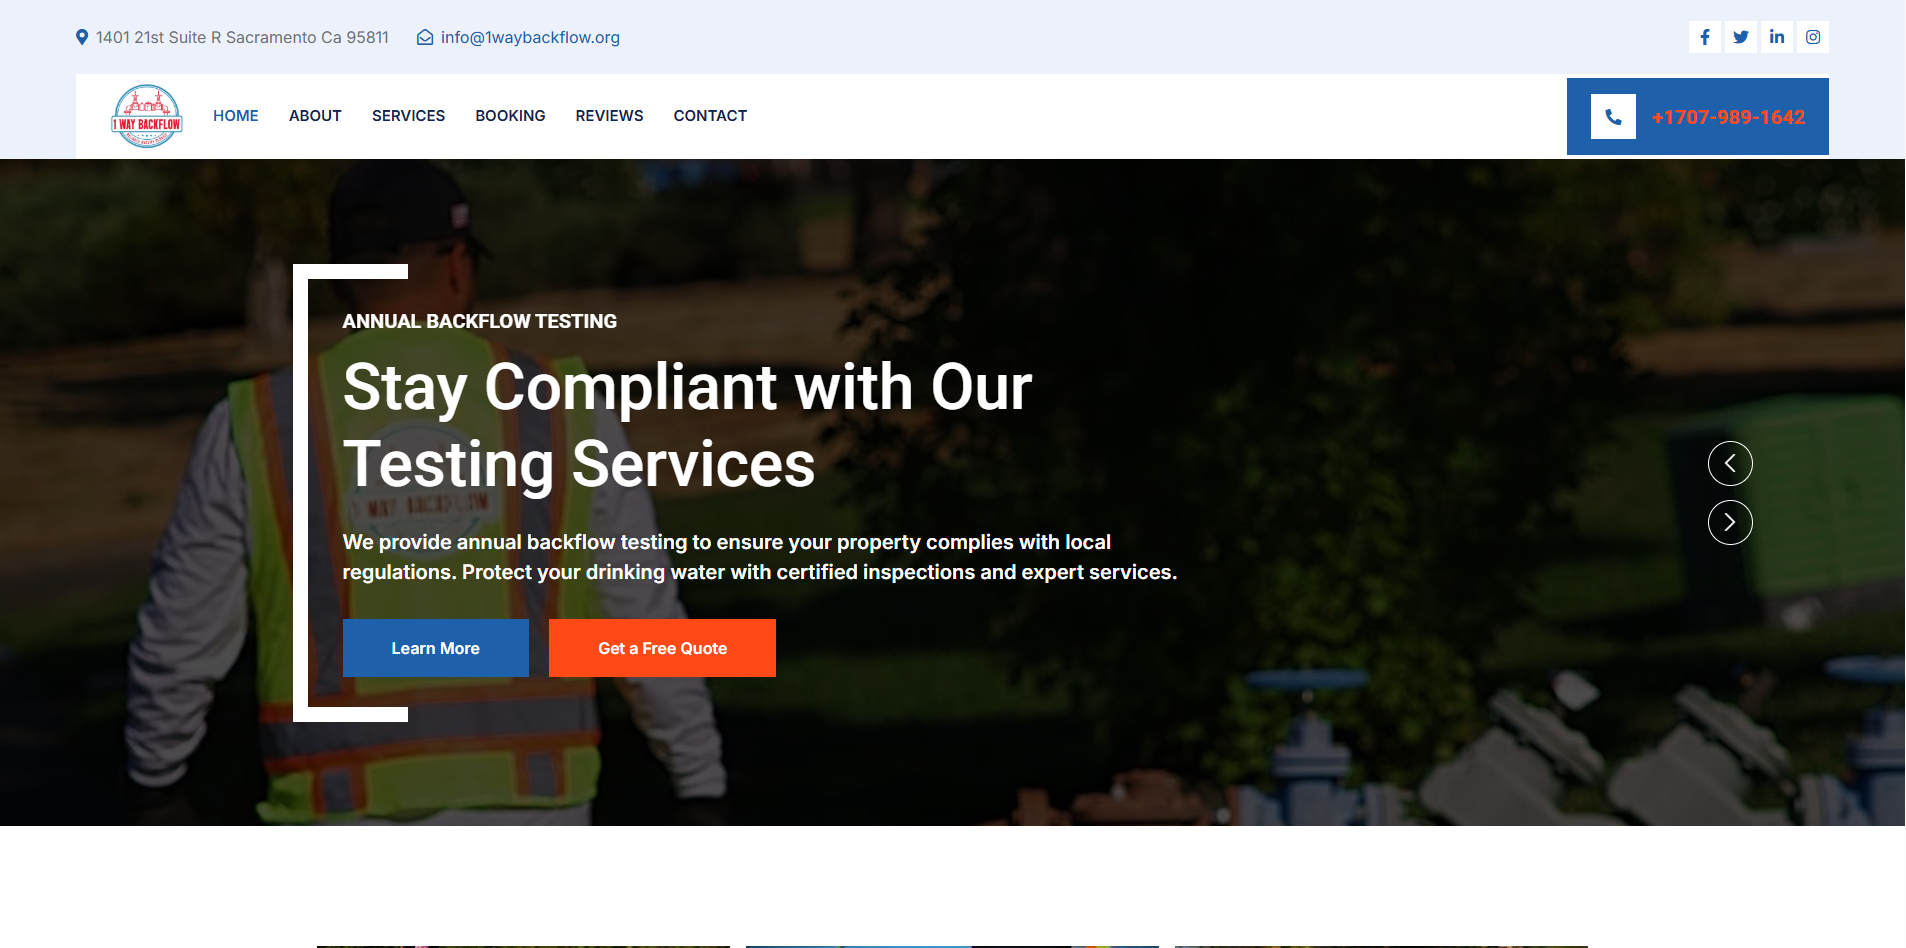 1401 21st Suite R Sacramento Ca 95811
info@1waybackflow.org
1 WAY BACKFLOW
HOME
ABOUT
SERVICES
BOOKING
REVIEWS
CONTACT
+1707-989-1642
ANNUAL BACKFLOW TESTING
Stay Compliant with Our
Testing Services
1 WAY BACKFLOW
We provide annual backflow testing to ensure your property complies with local
regulations. Protect your drinking water with certified inspections and expert services.
Learn More
Get a Free Quote